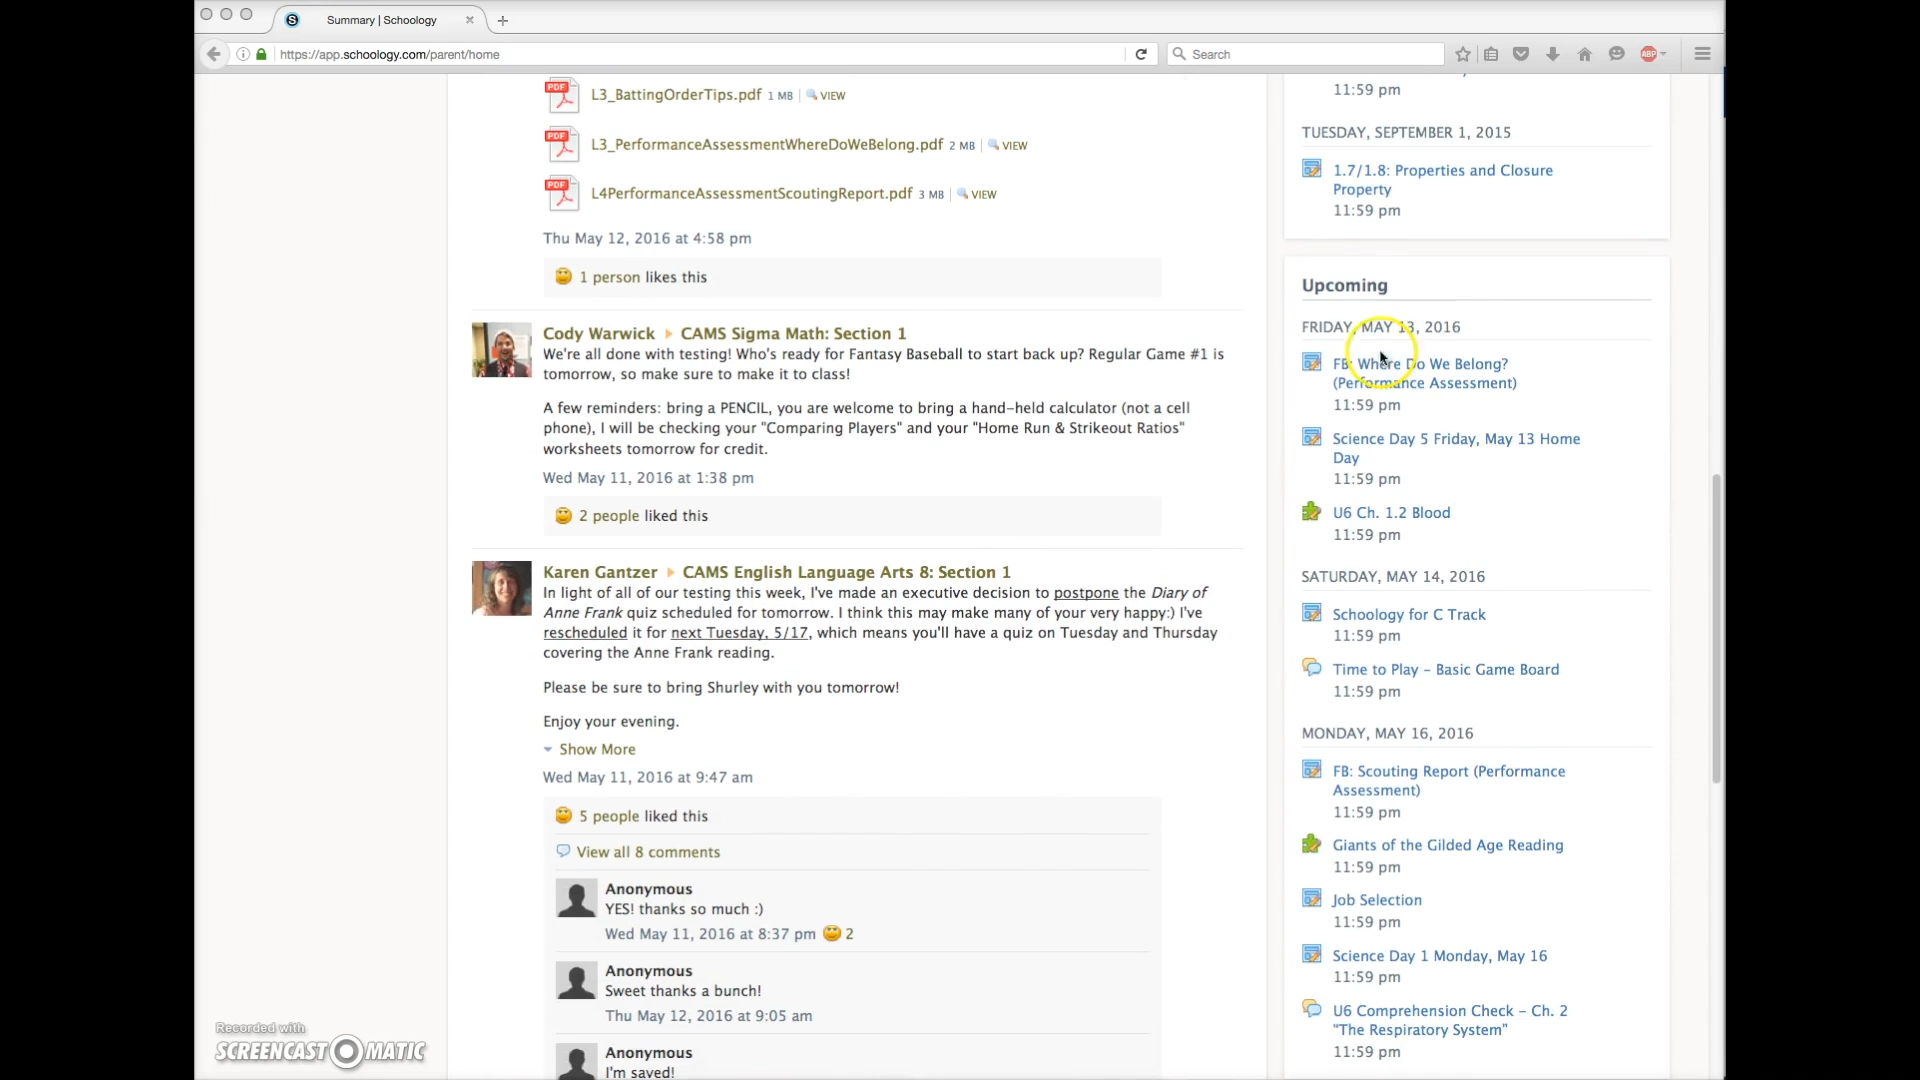 Summary | Schoology
https://app.schoology.com/parent/home
Search
ABP
PDF L3_BattingOrderTips.pdf 1 MB | VIEW
PDF L3_PerformanceAssessmentWhereDoWeBelong.pdf 2 MB | VIEW
PDF L4PerformanceAssessmentScoutingReport.pdf 3 MB | VIEW
Thu May 12, 2016 at 4:58 pm
1 person likes this
Cody Warwick ▸ CAMS Sigma Math: Section 1
We're all done with testing! Who's ready for Fantasy Baseball to start back up? Regular Game #1 is
tomorrow, so make sure to make it to class!
A few reminders: bring a PENCIL, you are welcome to bring a hand-held calculator (not a cell
phone), I will be checking your "Comparing Players" and your "Home Run & Strikeout Ratios"
worksheets tomorrow for credit.
Wed May 11, 2016 at 1:38 pm
2 people liked this
Karen Gantzer ▸ CAMS English Language Arts 8: Section 1
In light of all of our testing this week, I've made an executive decision to postpone the Diary of
Anne Frank quiz scheduled for tomorrow. I think this may make many of your very happy:) I've
rescheduled it for next Tuesday, 5/17, which means you'll have a quiz on Tuesday and Thursday
covering the Anne Frank reading.
Please be sure to bring Shurley with you tomorrow!
Enjoy your evening.
Show More
Wed May 11, 2016 at 9:47 am
5 people liked this
View all 8 comments
Anonymous
YES! thanks so much :)
Wed May 11, 2016 at 8:37 pm 2
Anonymous
Sweet thanks a bunch!
Thu May 12, 2016 at 9:05 am
Anonymous
I'm saved!
11:59 pm
TUESDAY, SEPTEMBER 1, 2015
1.7/1.8: Properties and Closure
Property
11:59 pm
Upcoming
FRIDAY, MAY 13, 2016
FB: Where Do We Belong?
(Performance Assessment)
11:59 pm
Science Day 5 Friday, May 13 Home
Day
11:59 pm
U6 Ch. 1.2 Blood
11:59 pm
SATURDAY, MAY 14, 2016
Schoology for C Track
11:59 pm
Time to Play - Basic Game Board
11:59 pm
MONDAY, MAY 16, 2016
FB: Scouting Report (Performance
Assessment)
11:59 pm
Giants of the Gilded Age Reading
11:59 pm
Job Selection
11:59 pm
Science Day 1 Monday, May 16
11:59 pm
U6 Comprehension Check - Ch. 2
"The Respiratory System"
11:59 pm
Recorded with
SCREENCAST-O-MATIC